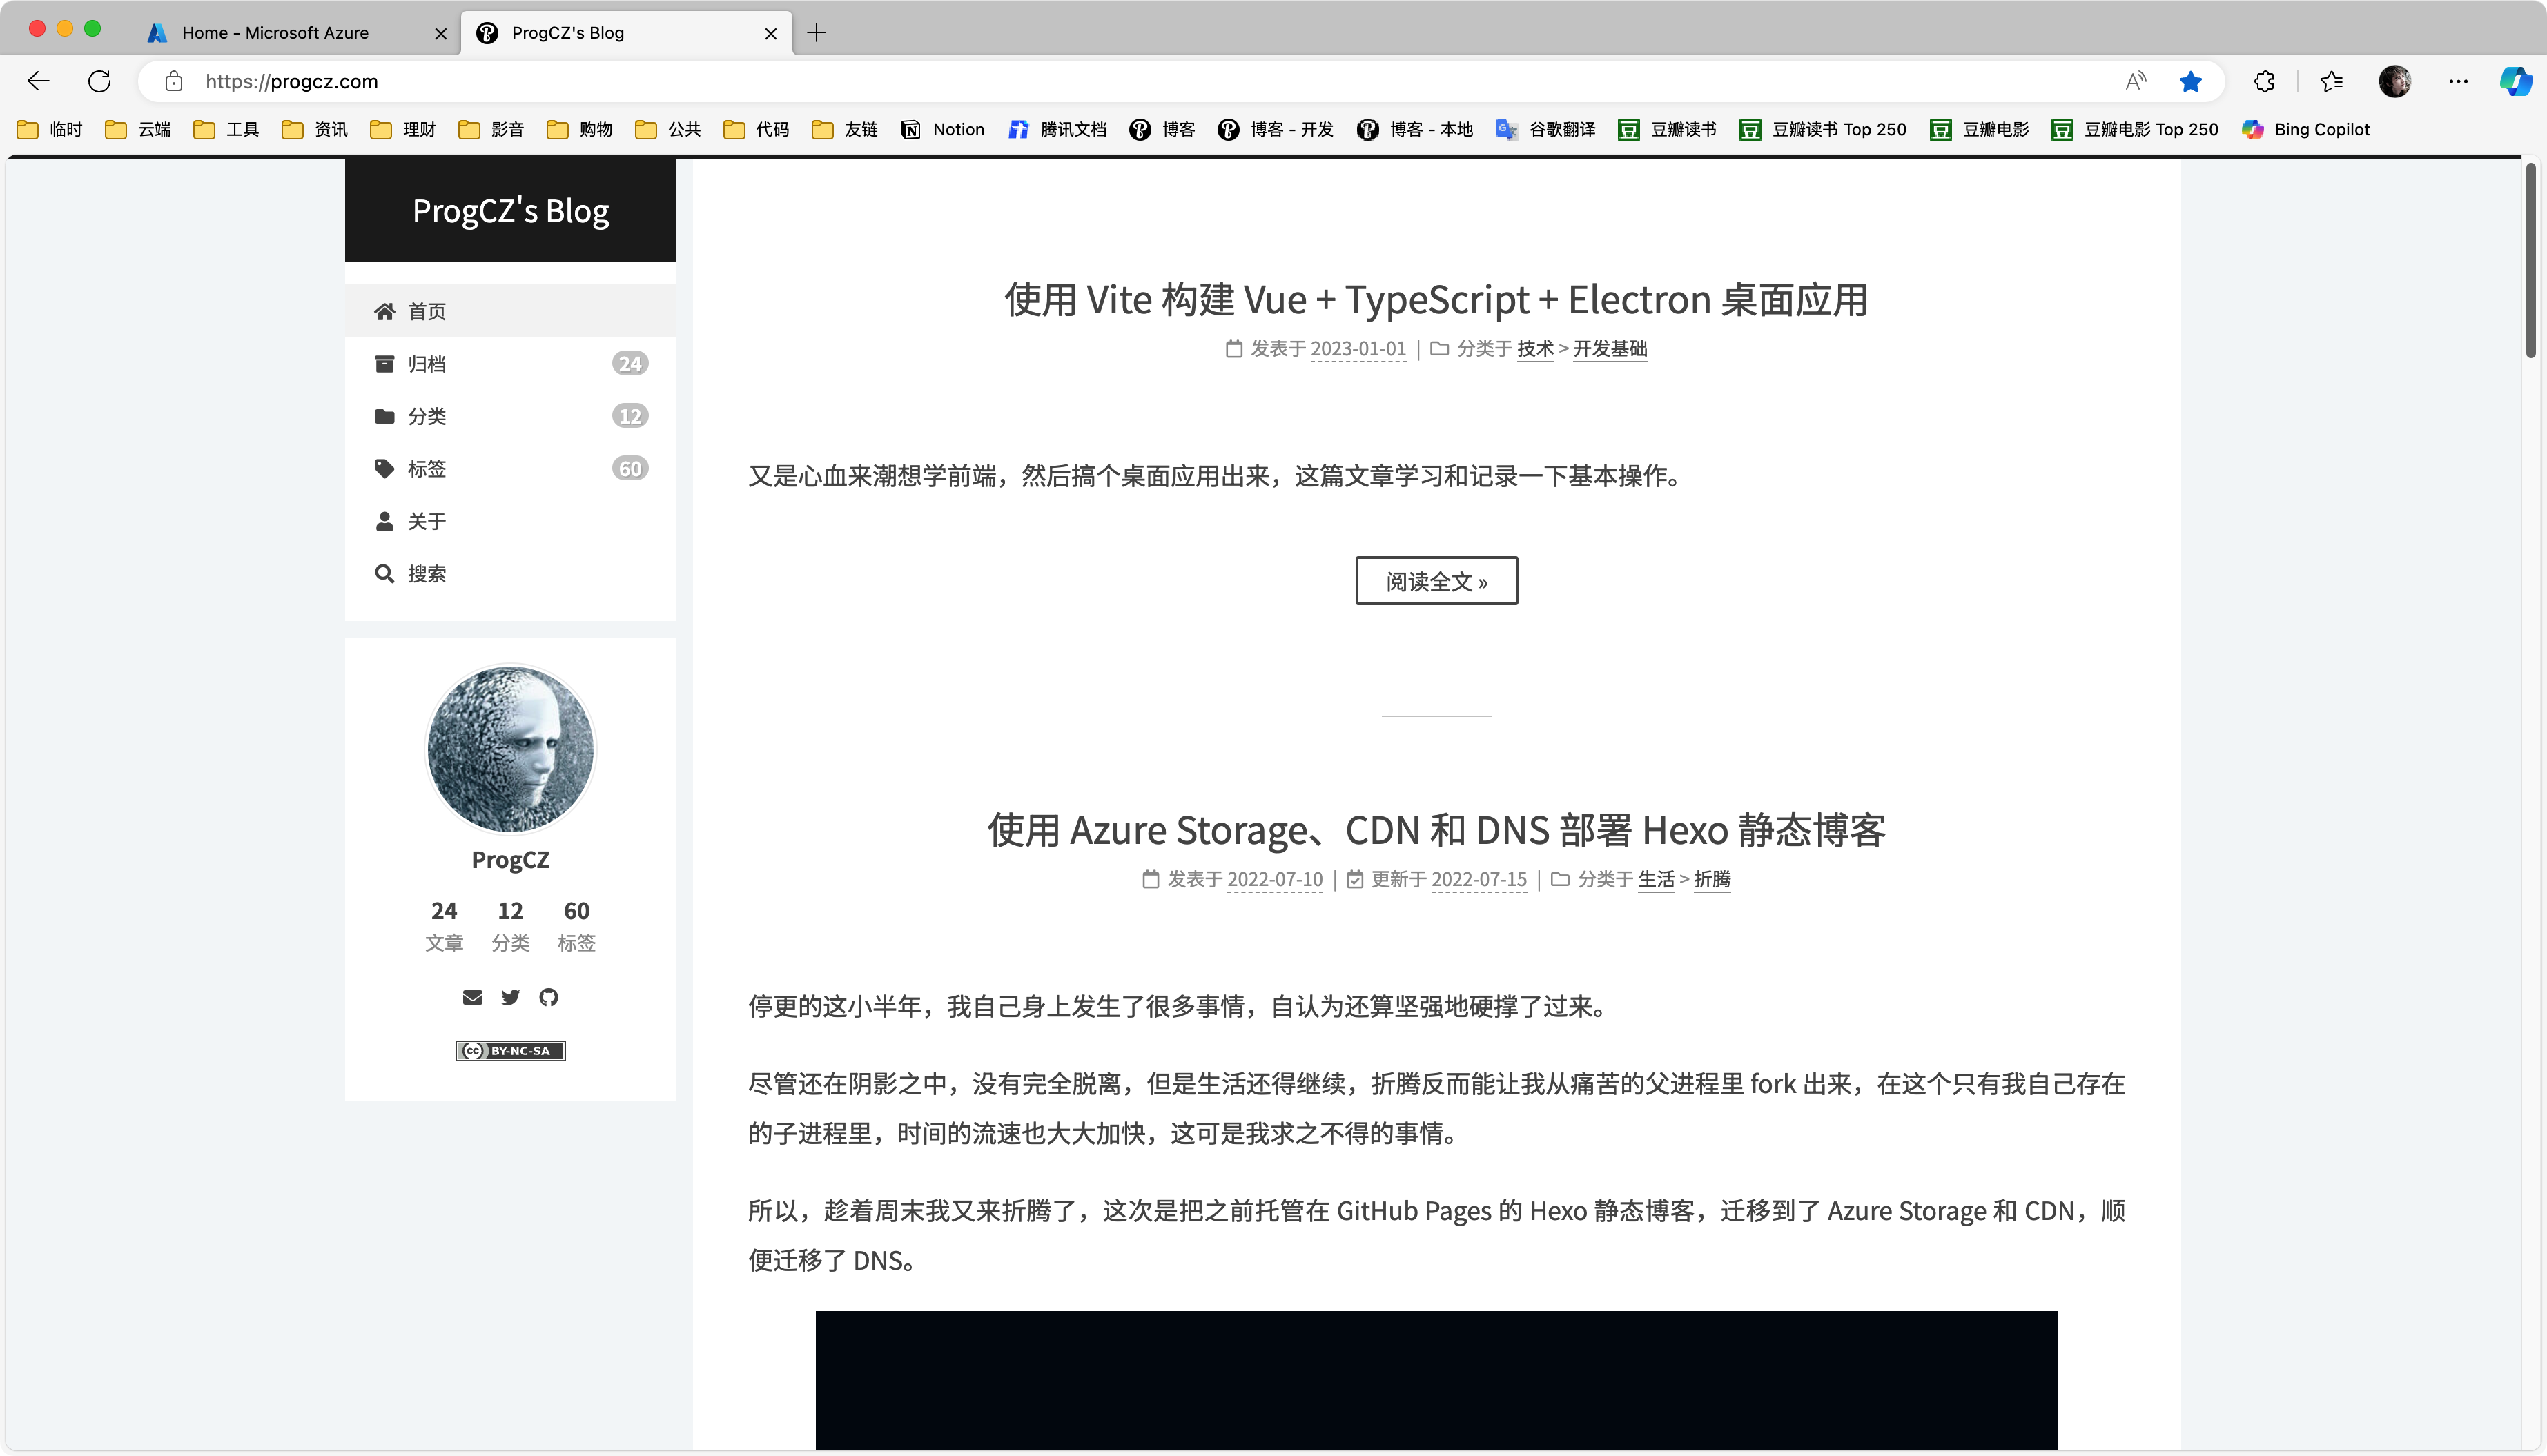 Home - Microsoft Azure
ProgCZ's Blog
https://progcz.com
临时 云端 工具 资讯 理财 影音 购物 公共 代码 友链 Notion 腾讯文档 博客 博客 - 开发 博客 - 本地 谷歌翻译 豆瓣读书 豆瓣读书 Top 250 豆瓣电影 豆瓣电影 Top 250 Bing Copilot
ProgCZ's Blog
首页
归档 24
分类 12
标签 60
关于
搜索
ProgCZ
24 12 60
文章 分类 标签
cc BY-NC-SA
使用 Vite 构建 Vue + TypeScript + Electron 桌面应用
发表于 2023-01-01 | 分类于 技术 > 开发基础
又是心血来潮想学前端，然后搞个桌面应用出来，这篇文章学习和记录一下基本操作。
阅读全文 »
使用 Azure Storage、CDN 和 DNS 部署 Hexo 静态博客
发表于 2022-07-10 | 更新于 2022-07-15 | 分类于 生活 > 折腾
停更的这小半年，我自己身上发生了很多事情，自认为还算坚强地硬撑了过来。
尽管还在阴影之中，没有完全脱离，但是生活还得继续，折腾反而能让我从痛苦的父进程里 fork 出来，在这个只有我自己存在
的子进程里，时间的流速也大大加快，这可是我求之不得的事情。
所以，趁着周末我又来折腾了，这次是把之前托管在 GitHub Pages 的 Hexo 静态博客，迁移到了 Azure Storage 和 CDN，顺
便迁移了 DNS。